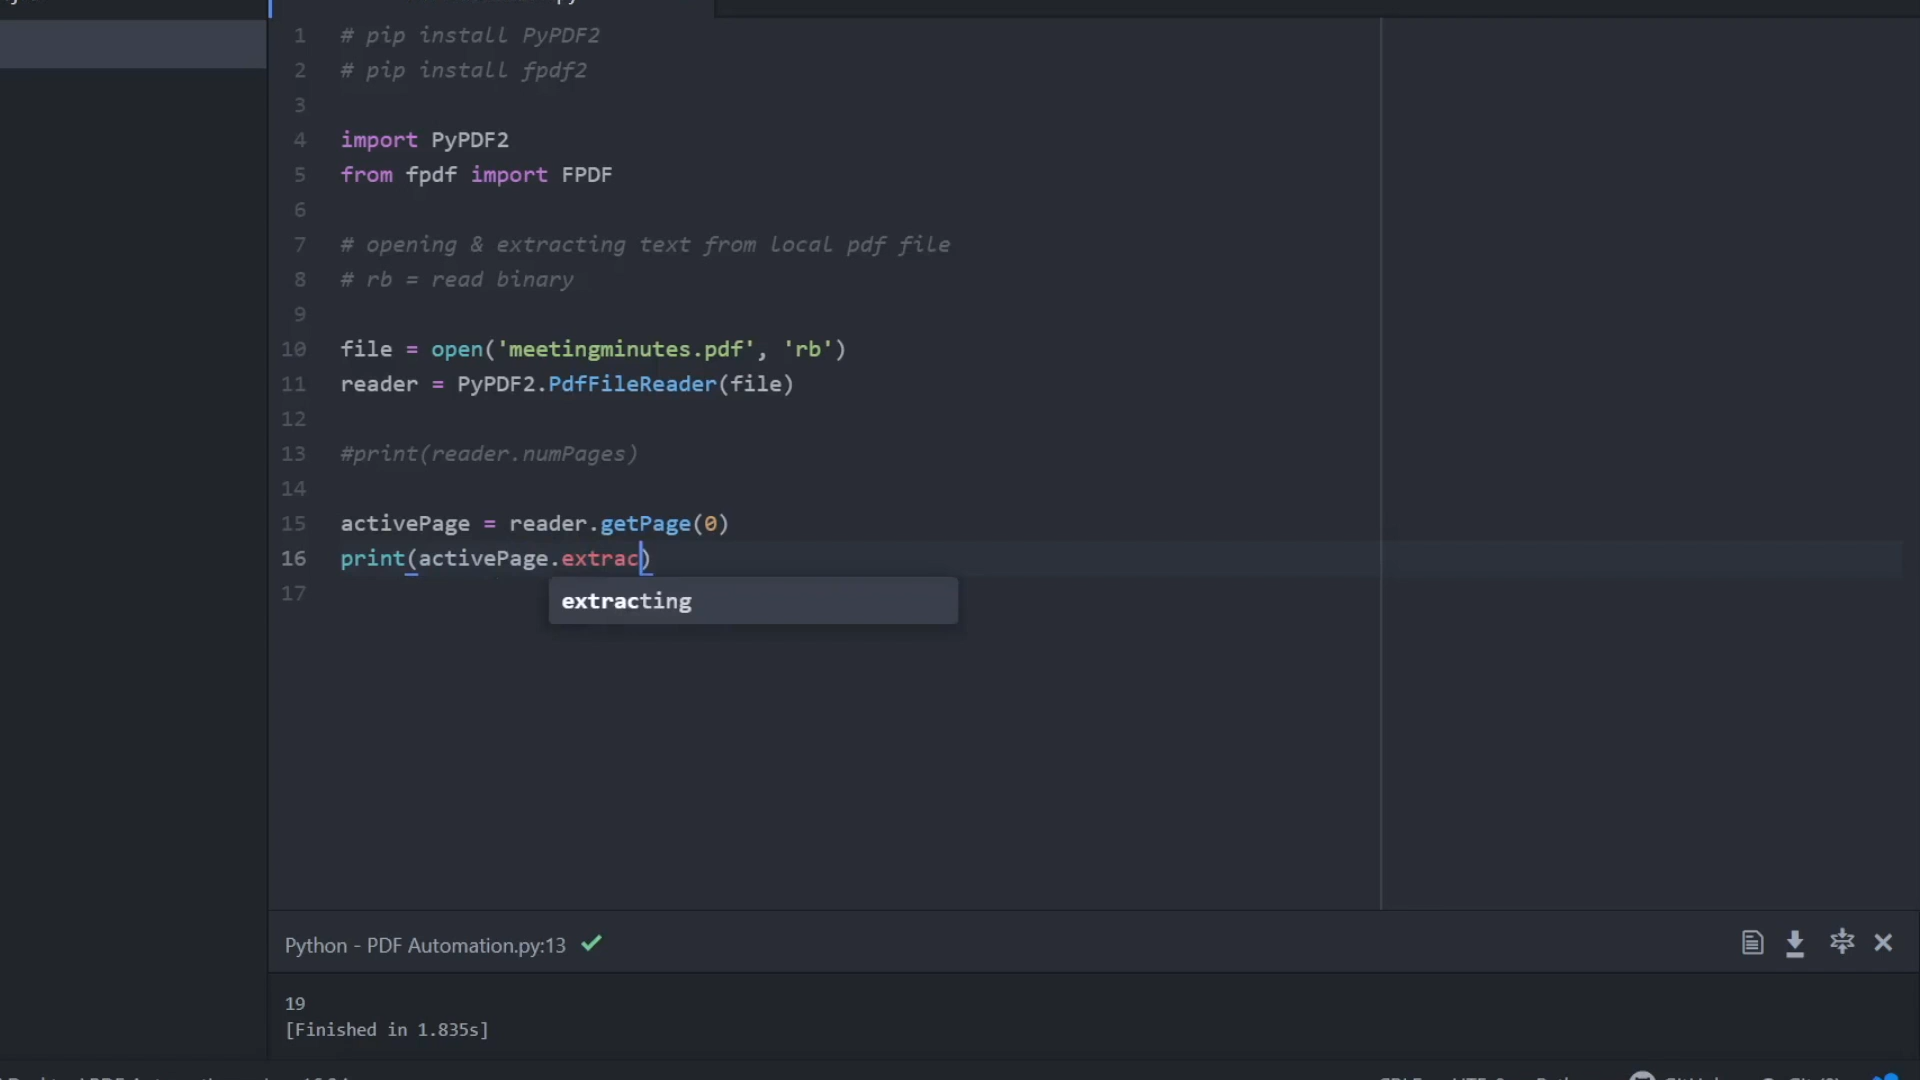 1 # pip install PyPDF2
2 # pip install fpdf2
3
4 import PyPDF2
5 from fpdf import FPDF
6
7 # opening & extracting text from local pdf file
8 # rb = read binary
9
10 file = open('meetingminutes.pdf', 'rb')
11 reader = PyPDF2.PdfFileReader(file)
12
13 #print(reader.numPages)
14
15 activePage = reader.getPage(0)
16 print(activePage.extrac)
extracting
17
Python - PDF Automation.py:13
19
[Finished in 1.835s]